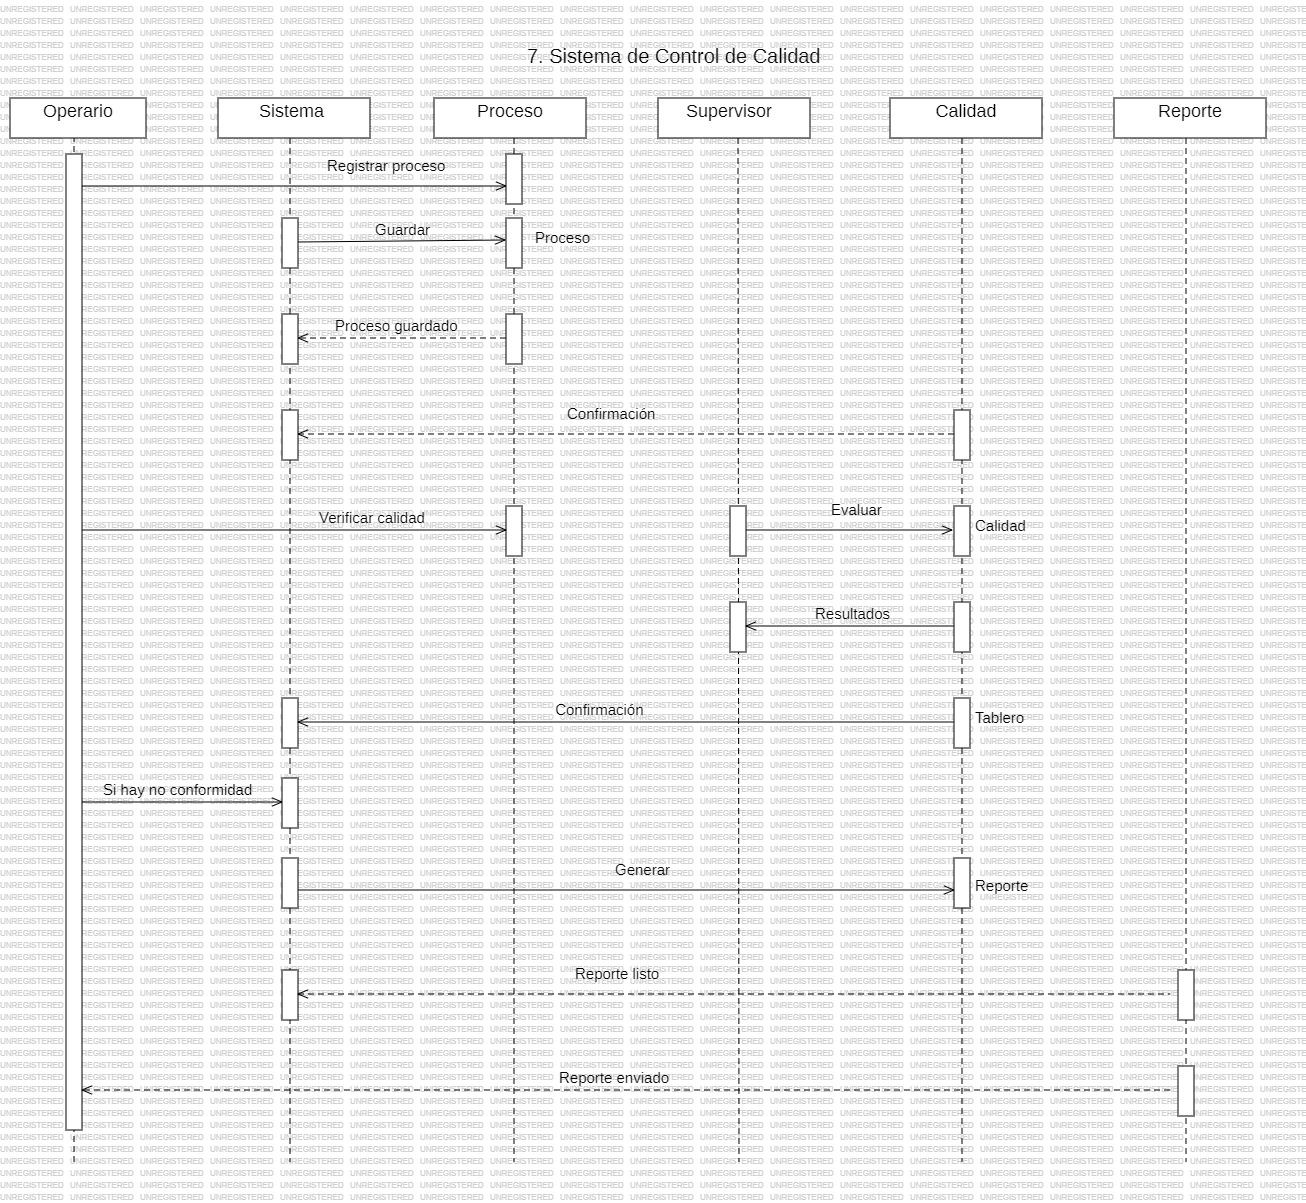 7. Sistema de Control de Calidad
Operario
Sistema
Proceso
Supervisor
Calidad
Reporte
Registrar proceso
Guardar
Proceso
Proceso guardado
Confirmación
Verificar calidad
Evaluar
Calidad
Resultados
Confirmación
Tablero
Si hay no conformidad
Generar
Reporte
Reporte listo
Reporte enviado
UNREGISTERED